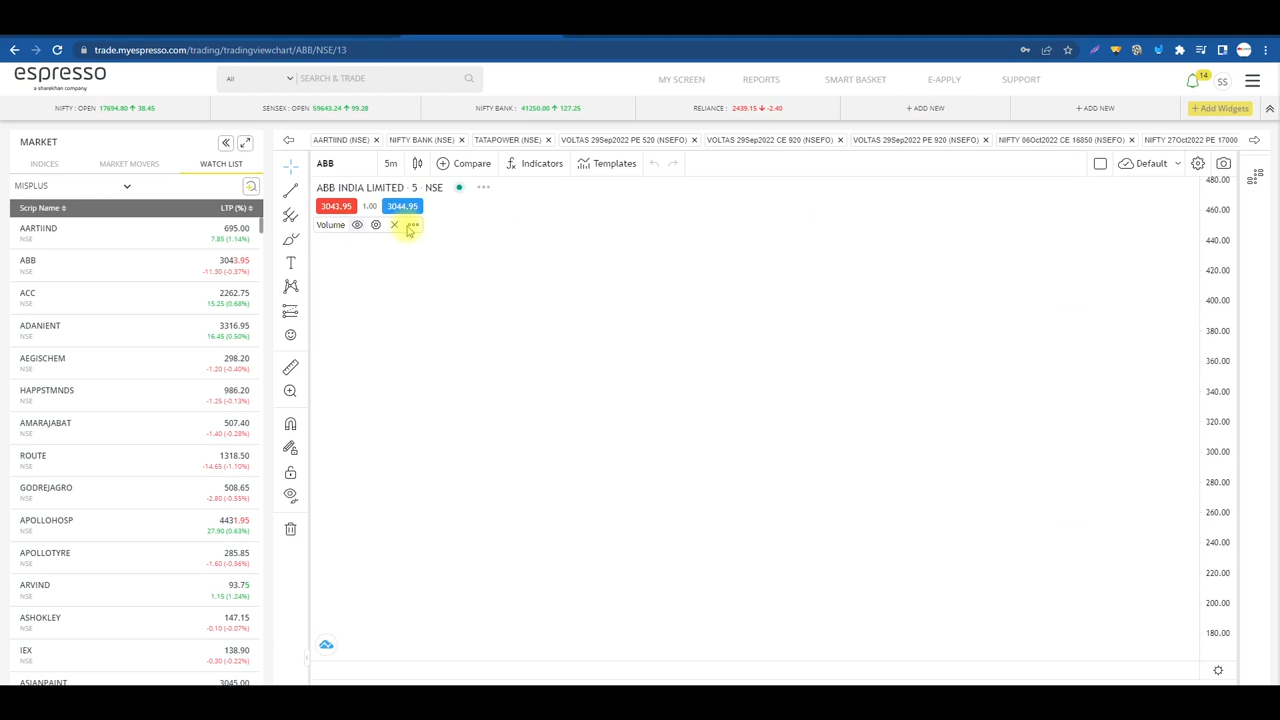 trade.myespresso.com/trading/tradingviewchart/ABB/NSE/13
espresso
a sharekhan company
All SEARCH & TRADE
MY SCREEN REPORTS SMART BASKET E-APPLY SUPPORT
14 SS
NIFTY : OPEN 17694.80 38.45 SENSEX : OPEN 59643.24 99.28 NIFTY BANK : 41250.00 127.25 RELIANCE : 2439.15 -2.40 + ADD NEW + ADD NEW + Add Widgets
MARKET
AARTIIND (NSE) NIFTY BANK (NSE) TATAPOWER (NSE) VOLTAS 29Sep2022 PE 520 (NSEFO) VOLTAS 29Sep2022 CE 920 (NSEFO) VOLTAS 29Sep2022 PE 920 (NSEFO) NIFTY 06Oct2022 CE 16850 (NSEFO) NIFTY 27Oct2022 PE 17000
INDICES MARKET MOVERS WATCH LIST
ABB 5m Compare Indicators Templates Default
MISPLUS
ABB INDIA LIMITED · 5 · NSE
3043.95 1.00 3044.95
Volume
Scrip Name LTP (%)
AARTIIND 695.00
NSE 7.85 (1.14%)
ABB 3043.95
NSE -11.30 (-0.37%)
ACC 2262.75
NSE 15.25 (0.68%)
ADANIENT 3316.95
NSE 16.45 (0.50%)
AEGISCHEM 298.20
NSE -1.20 (-0.40%)
HAPPSTMNDS 986.20
NSE -1.25 (-0.13%)
AMARAJABAT 507.40
NSE -1.40 (-0.28%)
ROUTE 1318.50
NSE -14.65 (-1.10%)
GODREJAGRO 508.65
NSE -2.80 (-0.55%)
APOLLOHOSP 4431.95
NSE 27.90 (0.63%)
APOLLOTYRE 285.85
NSE -1.60 (-0.56%)
ARVIND 93.75
NSE 1.15 (1.24%)
ASHOKLEY 147.15
NSE -0.10 (-0.07%)
IEX 138.90
NSE -0.30 (-0.22%)
ASIANPAINT 3045.00
480.00
460.00
440.00
420.00
400.00
380.00
360.00
340.00
320.00
300.00
280.00
260.00
240.00
220.00
200.00
180.00